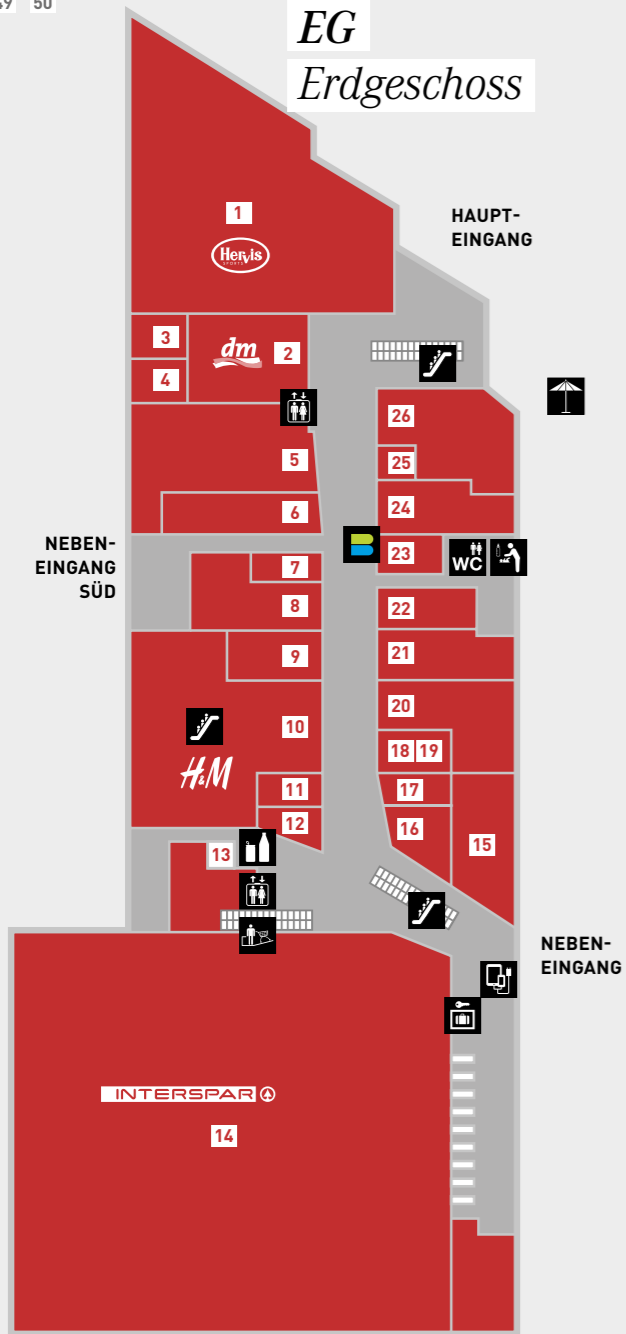 49 50
EG
Erdgeschoss
1
Hervis
SPORTS
HAUPT-
EINGANG
3
dm
2
4
26
5
25
6
24
NEBEN-
EINGANG
SÜD
23
WC
7
8
22
9
21
10
20
H&M
18 19
11
17
12
16
13
15
NEBEN-
EINGANG
INTERSPAR
14